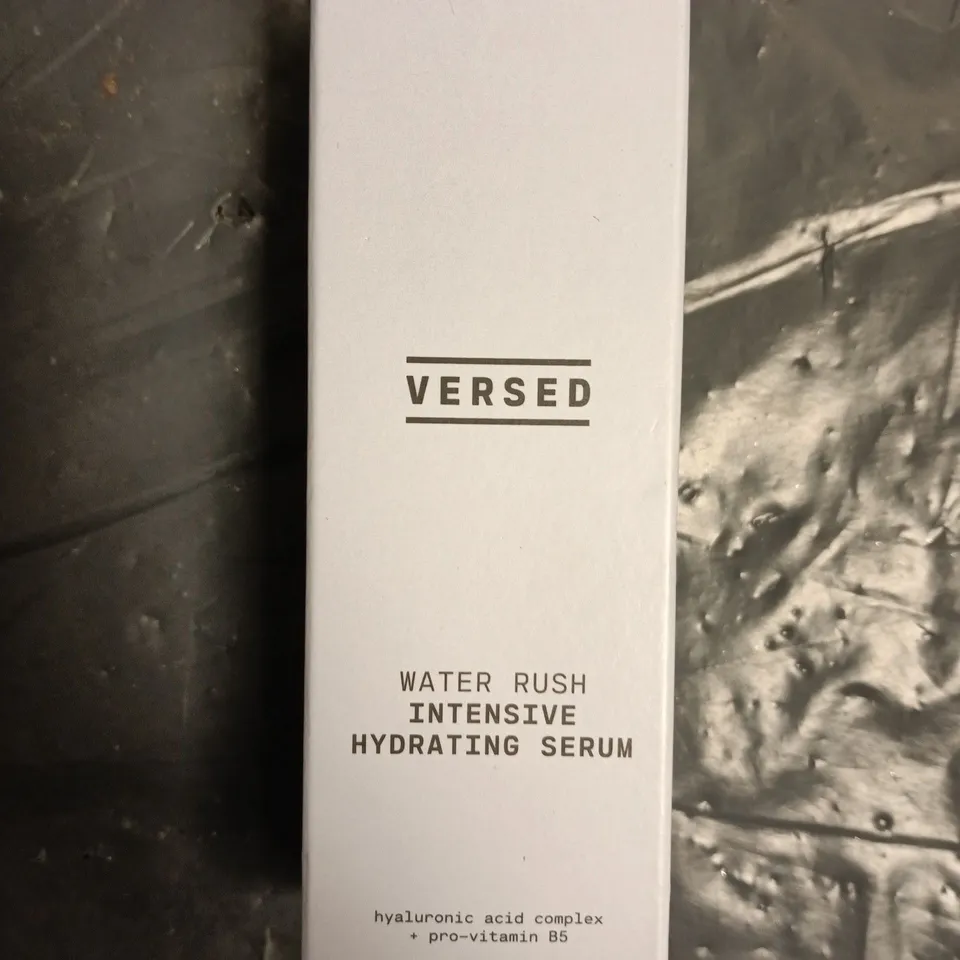 VERSED
WATER RUSH
INTENSIVE
HYDRATING SERUM
hyaluronic acid complex
+ pro-vitamin B5